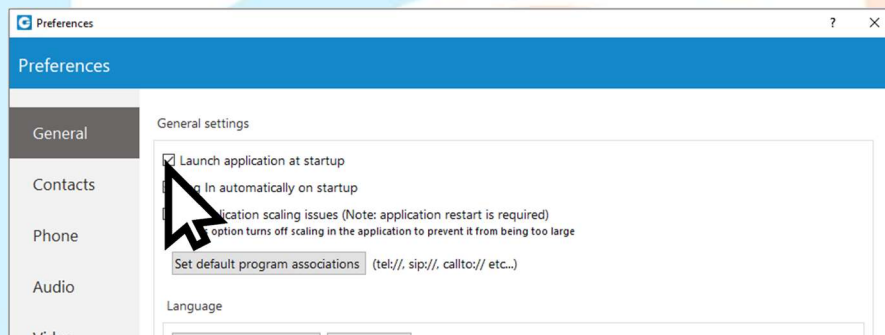 Preferences
?
Preferences
General
General settings
Launch application at startup
In automatically on startup
Contacts
scaling issues (Note: application restart is required)
Phone
option turns off scaling in the application to prevent it from being too large
Set default program associations (tel://, sip://, callto:// etc...)
Audio
Language